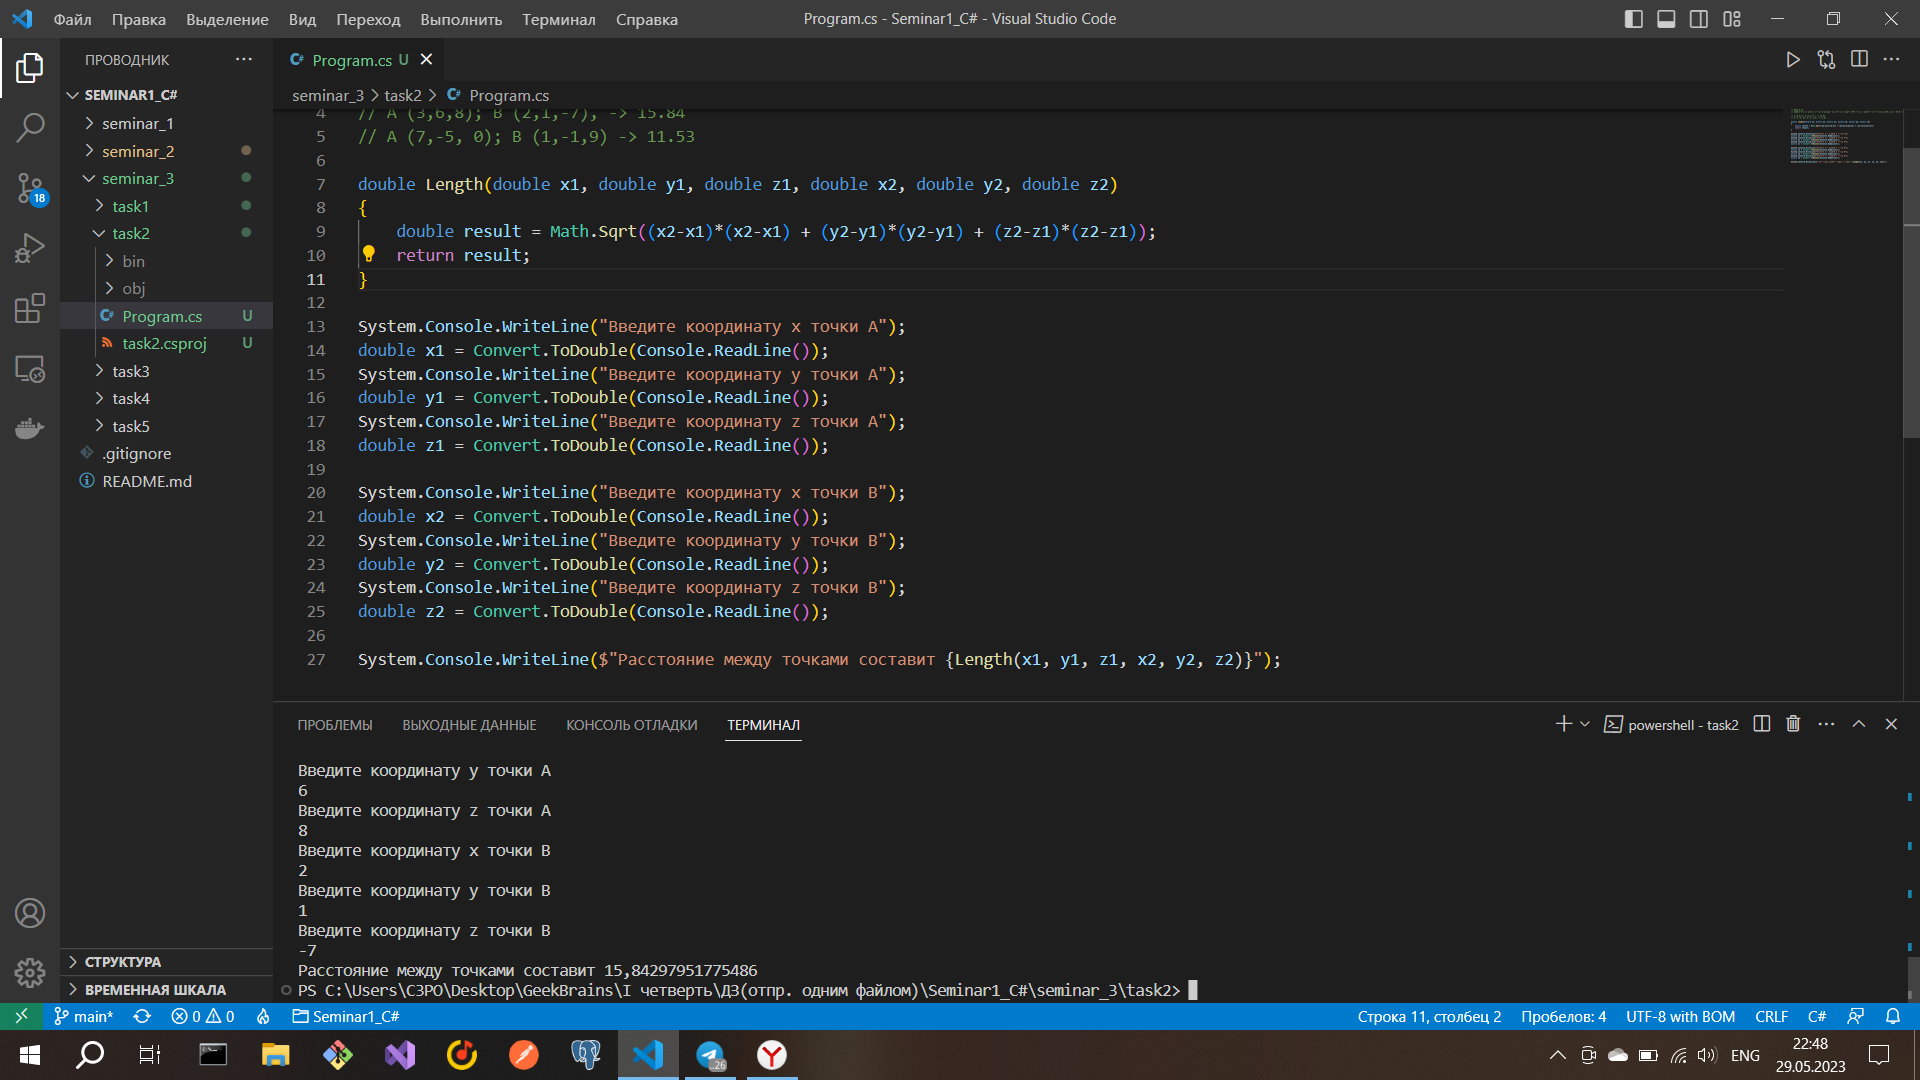 Файл Правка Выделение Вид Переход Выполнить Терминал Справка
Program.cs - Seminar1_C# - Visual Studio Code
ПРОВОДНИК
SEMINAR1_C#
seminar_1
seminar_2
seminar_3
task1
task2
bin
obj
Program.cs U
task2.csproj U
task3
task4
task5
.gitignore
README.md
СТРУКТУРА
ВРЕМЕННАЯ ШКАЛА
18
Program.cs U
seminar_3 > task2 > Program.cs
4 // A (3,6,8); B (2,1,-7), -> 15.84
5 // A (7,-5, 0); B (1,-1,9) -> 11.53
6
7 double Length(double x1, double y1, double z1, double x2, double y2, double z2)
8 {
9 double result = Math.Sqrt((x2-x1)*(x2-x1) + (y2-y1)*(y2-y1) + (z2-z1)*(z2-z1));
10 return result;
11 }
12
13 System.Console.WriteLine("Введите координату x точки A");
14 double x1 = Convert.ToDouble(Console.ReadLine());
15 System.Console.WriteLine("Введите координату y точки A");
16 double y1 = Convert.ToDouble(Console.ReadLine());
17 System.Console.WriteLine("Введите координату z точки A");
18 double z1 = Convert.ToDouble(Console.ReadLine());
19
20 System.Console.WriteLine("Введите координату x точки B");
21 double x2 = Convert.ToDouble(Console.ReadLine());
22 System.Console.WriteLine("Введите координату y точки B");
23 double y2 = Convert.ToDouble(Console.ReadLine());
24 System.Console.WriteLine("Введите координату z точки B");
25 double z2 = Convert.ToDouble(Console.ReadLine());
26
27 System.Console.WriteLine($"Расстояние между точками составит {Length(x1, y1, z1, x2, y2, z2)}");
ПРОБЛЕМЫ ВЫХОДНЫЕ ДАННЫЕ КОНСОЛЬ ОТЛАДКИ ТЕРМИНАЛ
powershell - task2
Введите координату y точки A
6
Введите координату z точки A
8
Введите координату x точки B
2
Введите координату y точки B
1
Введите координату z точки B
-7
Расстояние между точками составит 15,84297951775486
PS C:\Users\C3PO\Desktop\GeekBrains\I четверть\ДЗ(отпр. одним файлом)\Seminar1_C#\seminar_3\task2>
main* 0 0 Seminar1_C#
Строка 11, столбец 2 Пробелов: 4 UTF-8 with BOM CRLF C#
..26
ENG
22:48
29.05.2023